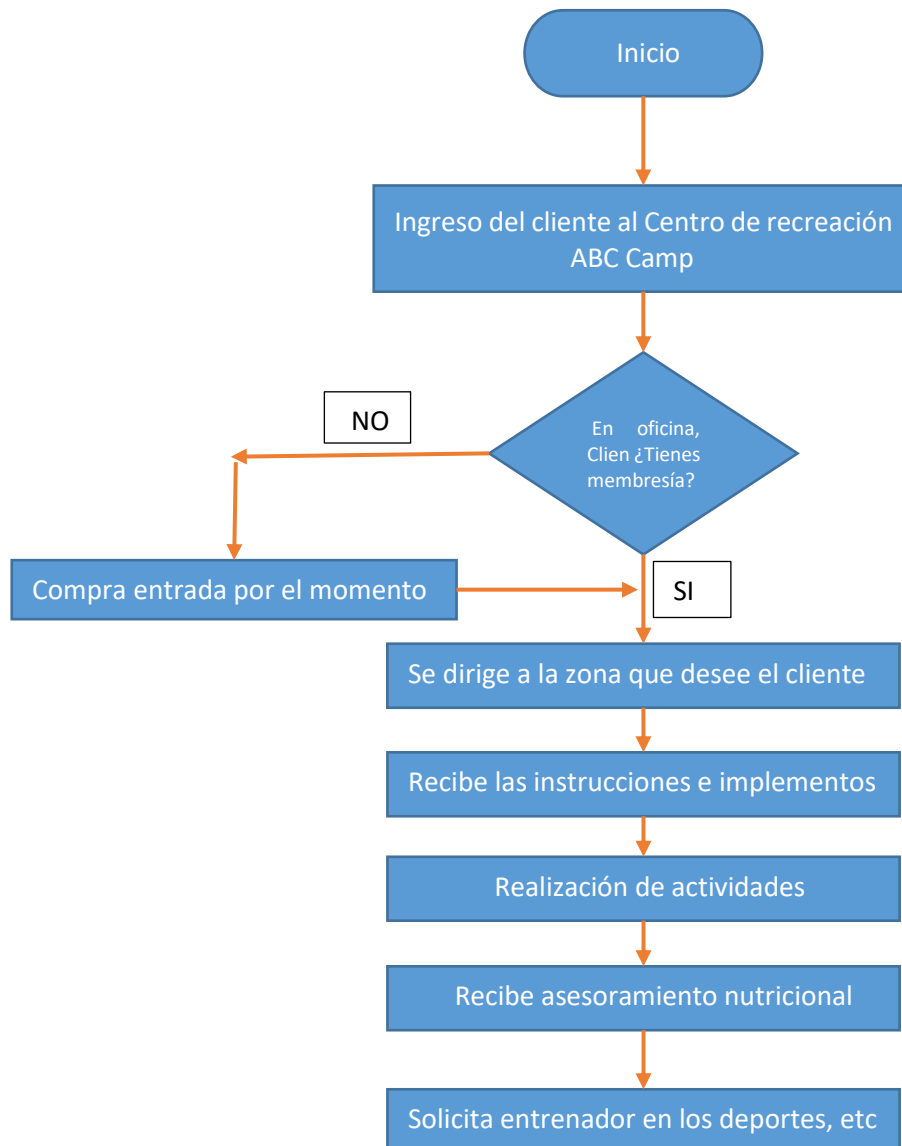 Inicio
Ingreso del cliente al Centro de recreación
ABC Camp
En oficina,
Clien ¿Tienes
membresía?
NO
Compra entrada por el momento
SI
Se dirige a la zona que desee el cliente
Recibe las instrucciones e implementos
Realización de actividades
Recibe asesoramiento nutricional
Solicita entrenador en los deportes, etc